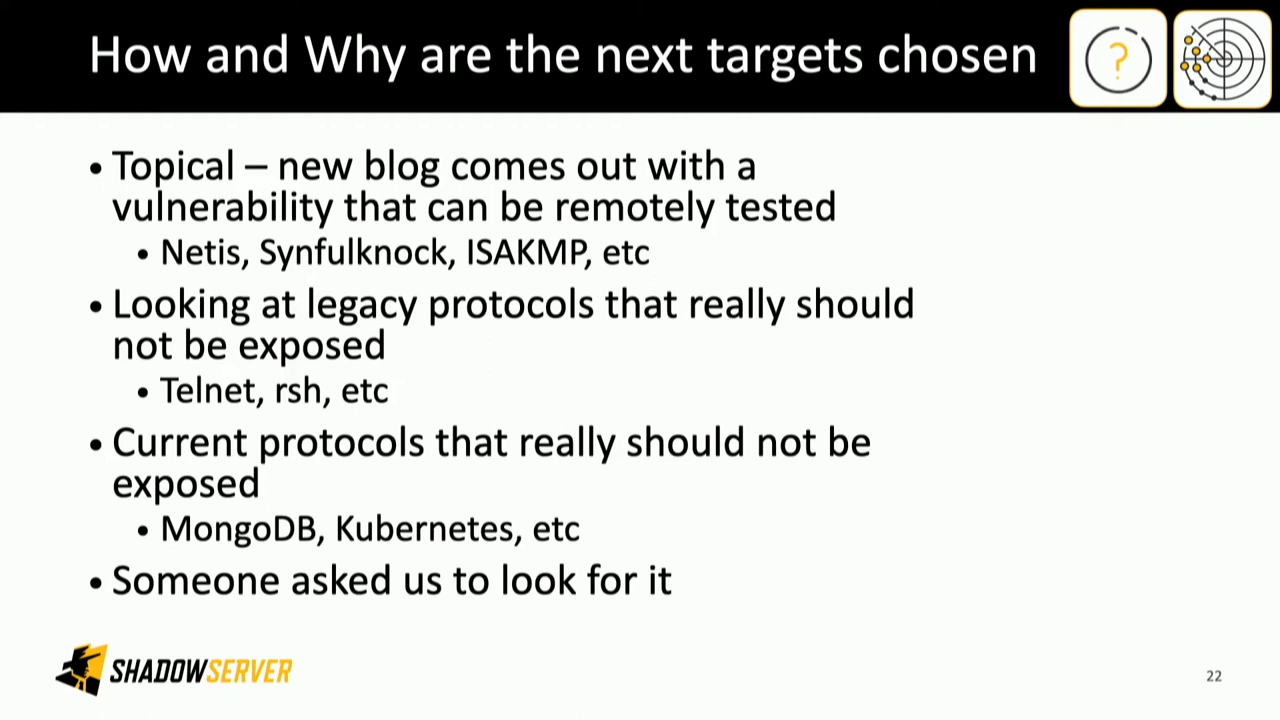 How and Why are the next targets chosen
?
• Topical – new blog comes out with a
vulnerability that can be remotely tested
• Netis, Synfulknock, ISAKMP, etc
• Looking at legacy protocols that really should
not be exposed
• Telnet, rsh, etc
• Current protocols that really should not be
exposed
• MongoDB, Kubernetes, etc
• Someone asked us to look for it
SHADOWSERVER
22